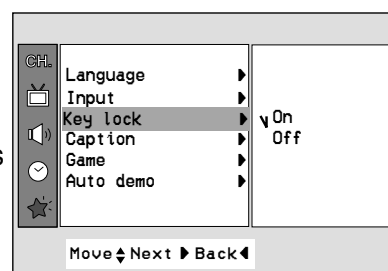 CH.
Language
Input
Key lock
On
Caption
Off
Game
Auto demo
s
Move Next Back